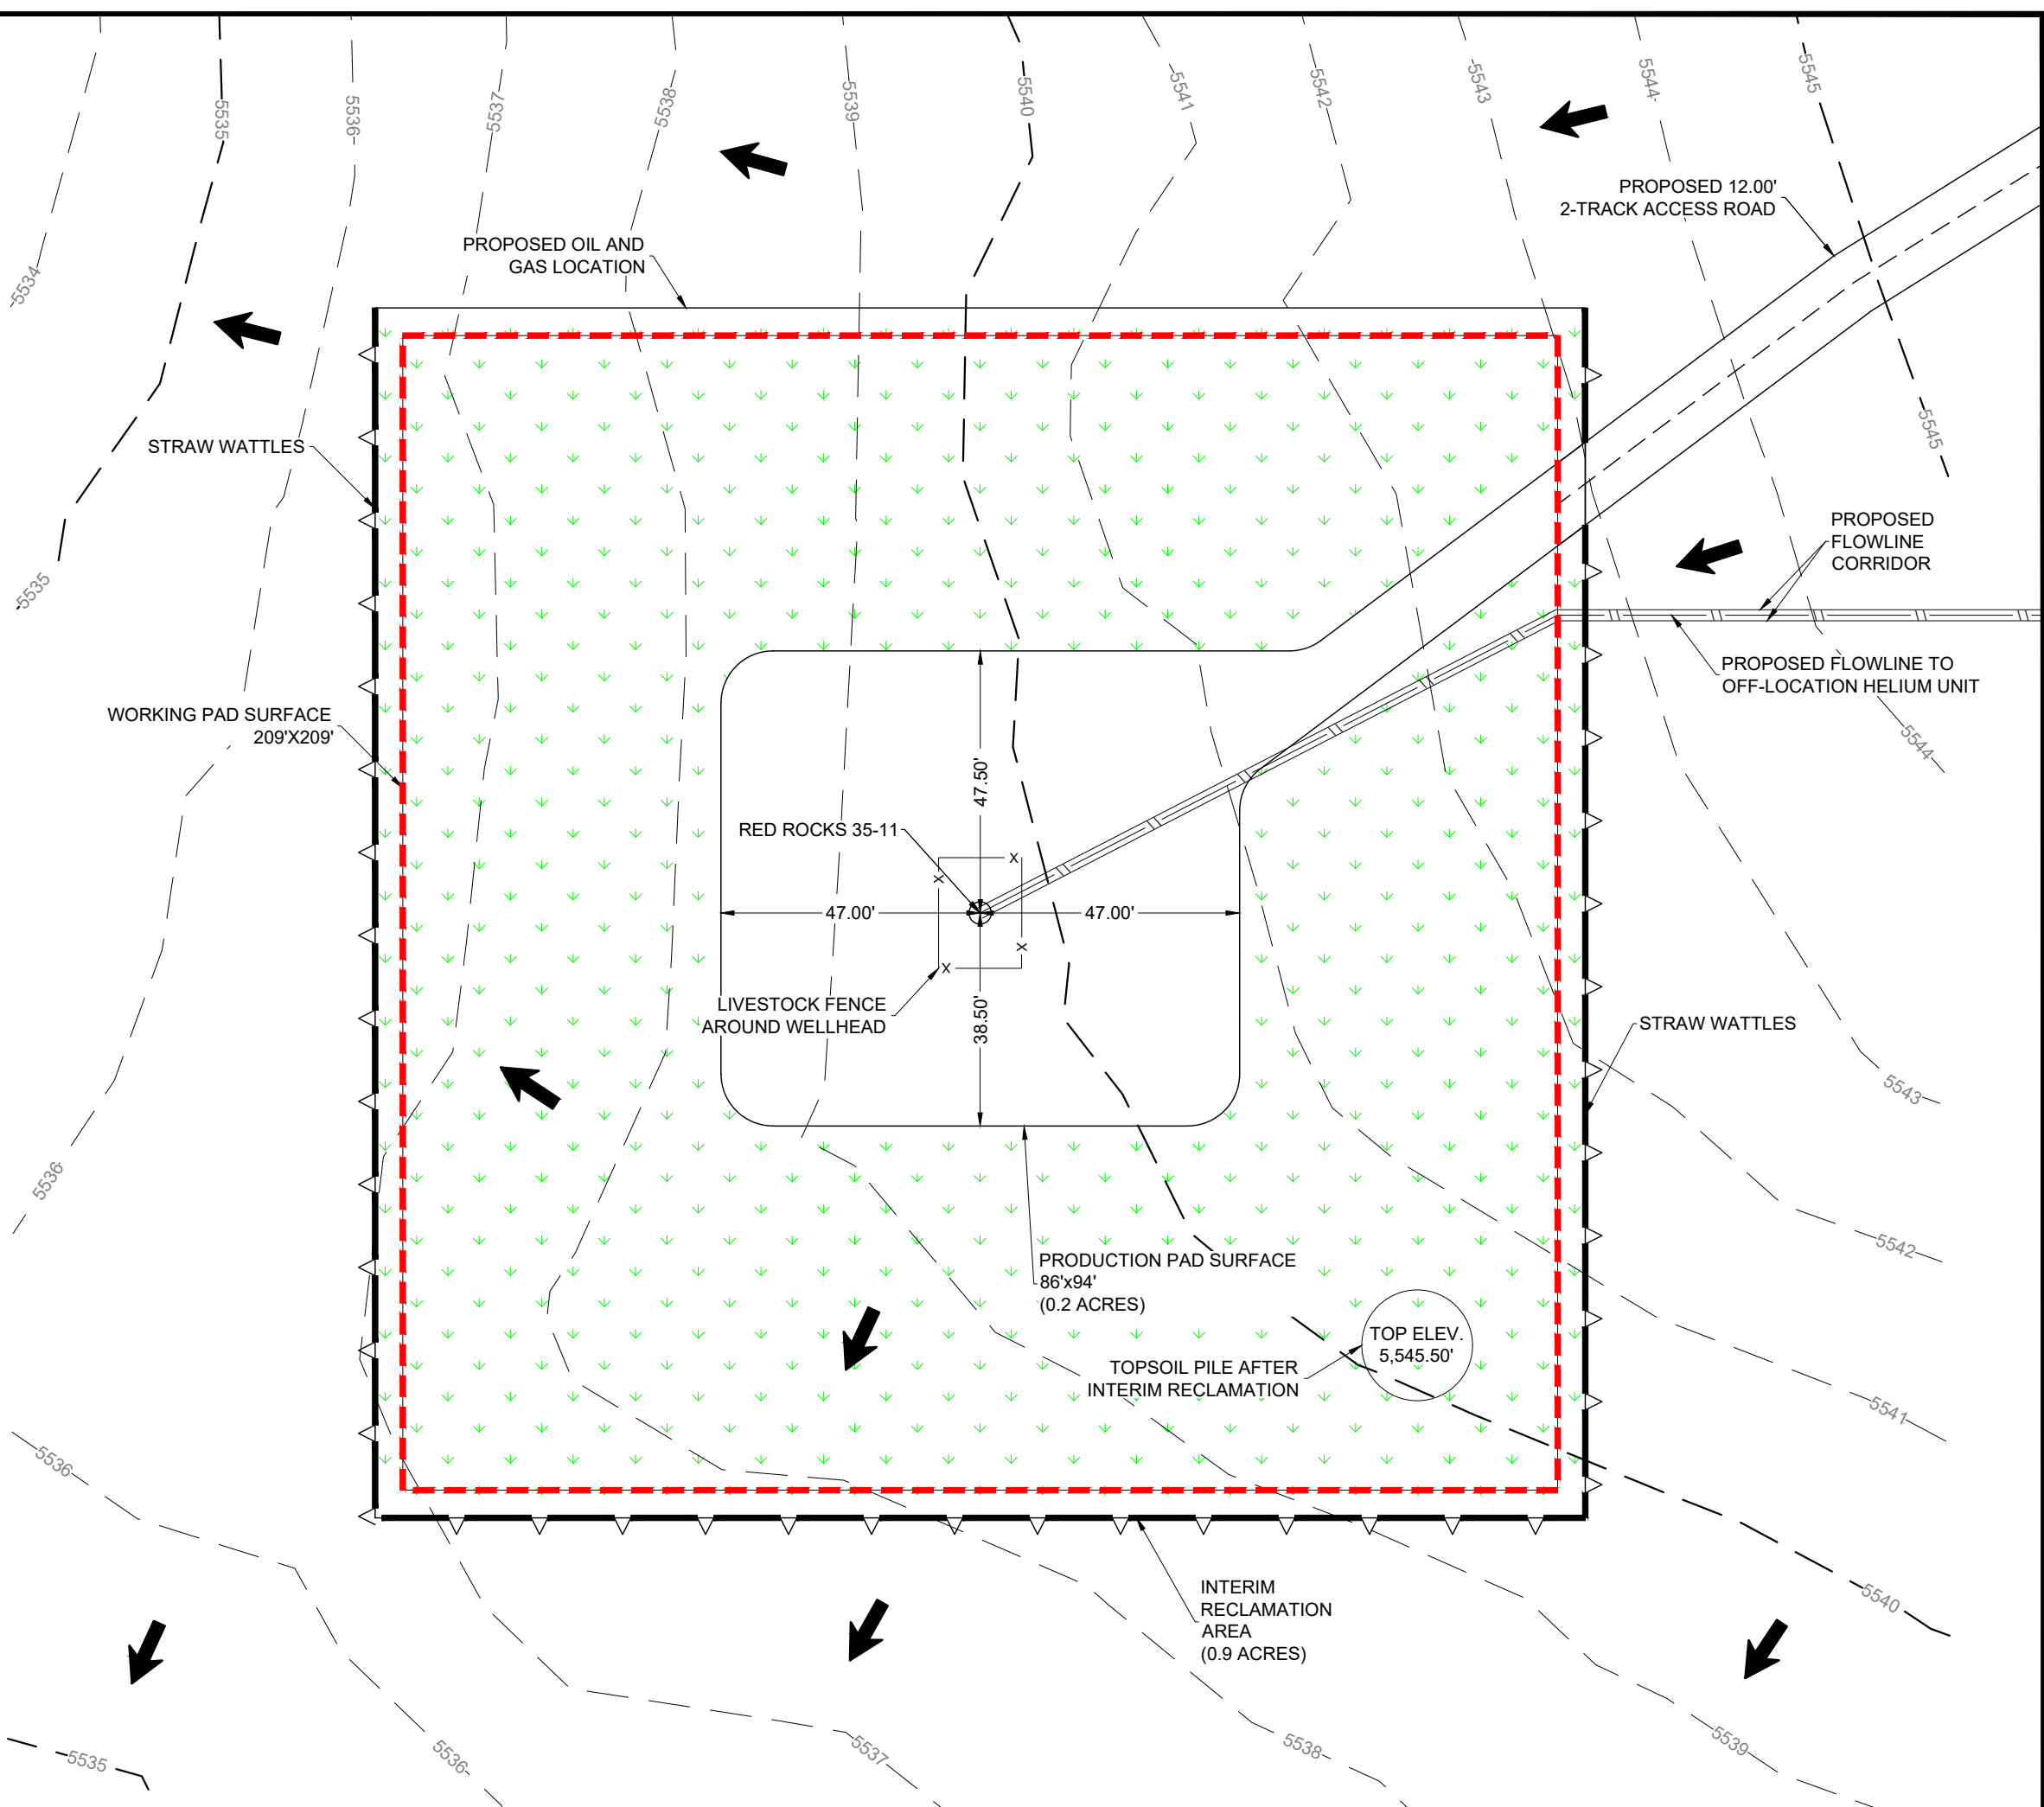 5535
5536
5537
5538
5539
5540
5541
5542
5543
5544
5545
PROPOSED 12.00'
2-TRACK ACCESS ROAD
PROPOSED OIL AND
GAS LOCATION
5534
STRAW WATTLES
5545
PROPOSED
FLOWLINE
CORRIDOR
5535
PROPOSED FLOWLINE TO
OFF-LOCATION HELIUM UNIT
WORKING PAD SURFACE
209'X209'
5544
47.50'
RED ROCKS 35-11
X
X
47.00'
47.00'
X
X
LIVESTOCK FENCE
AROUND WELLHEAD
38.50'
STRAW WATTLES
5543
5536
5542
PRODUCTION PAD SURFACE
86'x94'
(0.2 ACRES)
TOP ELEV.
5,545.50'
TOPSOIL PILE AFTER
INTERIM RECLAMATION
5541
5536
INTERIM
RECLAMATION
AREA
(0.9 ACRES)
5540
5535
5536
5537
5538
5539